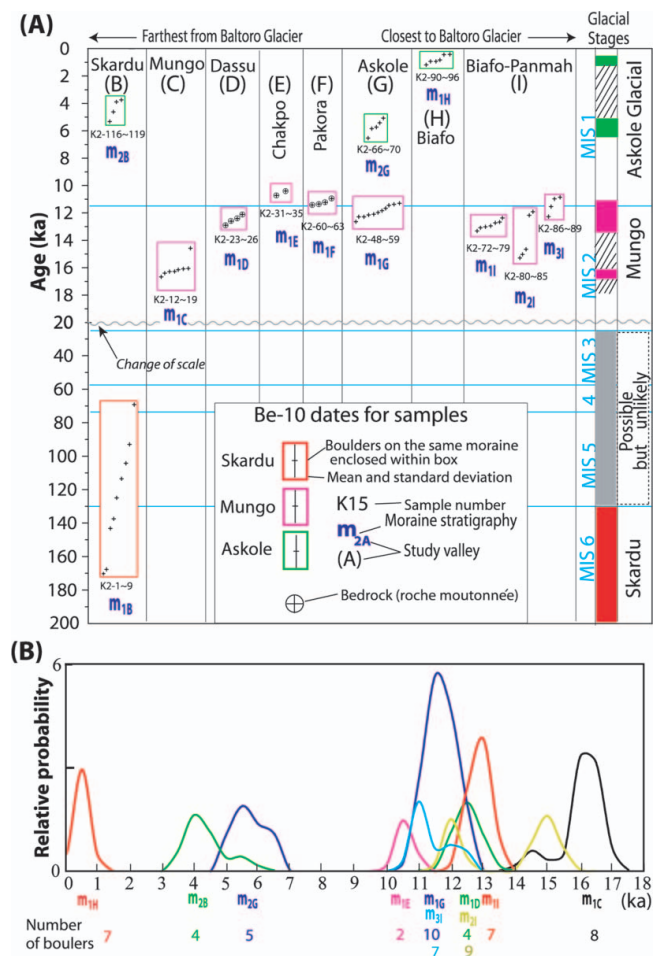 (A)
Farthest from Baltoro Glacier
Closest to Baltoro Glacier
Glacial
Stages
Skardu
(B)
Mungo
(C)
Dassu
(D)
(E)
Chakpo
(F)
Pakora
Askole
(G)
K2-90~96
m1H
(H)
Biafo
Biafo-Panmah
(I)
Age (ka)
0
2
4
6
8
10
12
14
16
18
20
40
60
80
100
120
140
160
180
200
K2-116~119
m2B
K2-12~19
m1C
K2-23~26
m1D
K2-31~35
m1E
K2-60~63
m1F
K2-66~70
m2G
K2-48~59
m1G
K2-72~79
m1I
K2-80~85
m2I
K2-86~89
m3I
K2-1~9
m1B
Change of scale
MIS 1
MIS 2
MIS 3
4
MIS 5
MIS 6
Askole Glacial
Mungo
Possible
but unlikely
Skardu
Be-10 dates for samples
Skardu
Boulders on the same moraine
enclosed within box
Mean and standard deviation
Mungo
K15
Sample number
Moraine stratigraphy
m2A
Askole
(A)
Study valley
Bedrock (roche moutonnée)
(B)
Relative probability
6
0
0 1 2 3 4 5 6 7 8 9 10 11 12 13 14 15 16 17 18
m1H m2B m2G m1E m1G m1D m1I m1C (ka)
m3I m2I
Number
of boulers
7 4 5 2 10 4 7 8
7 9